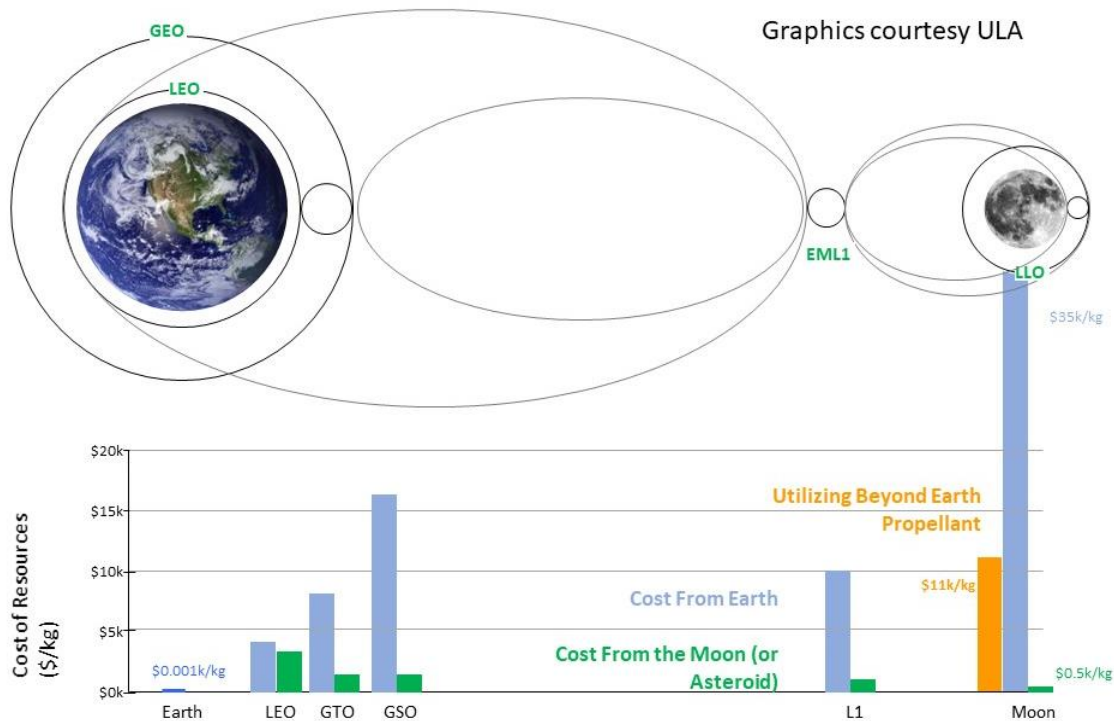 Graphics courtesy ULA
GEO
LEO
EML1
LLO
$35k/kg
$20k
$15k
$10k
$5k
$0k
Cost of Resources
($/kg)
Utilizing Beyond Earth
Propellant
$11k/kg
Cost From Earth
Cost From the Moon (or
Asteroid)
$0.001k/kg
$0.5k/kg
Earth
LEO
GTO
GSO
L1
Moon